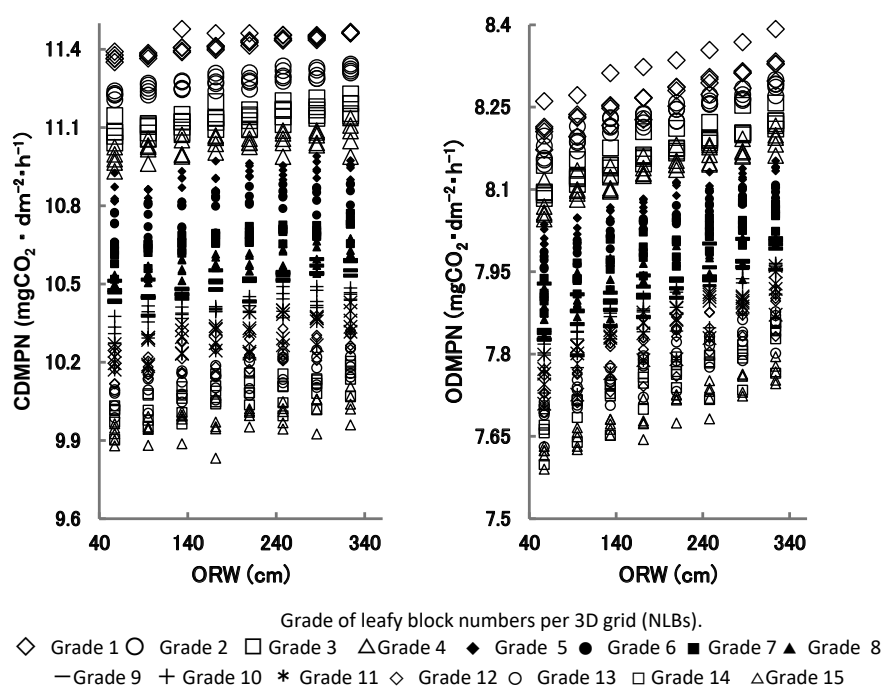 11.4
11.1
10.8
10.5
10.2
9.9
9.6
CDMPN (mgCO₂ • dm⁻²•h⁻¹)
40 140 240 340
ORW (cm)
8.4
8.25
8.1
7.95
7.8
7.65
7.5
ODMPN (mgCO₂•dm⁻²•h⁻¹)
40 140 240 340
ORW (cm)
Grade of leafy block numbers per 3D grid (NLBs).
Grade 1 Grade 2 Grade 3 Grade 4 Grade 5 Grade 6 Grade 7 Grade 8
Grade 9 Grade 10 Grade 11 Grade 12 Grade 13 Grade 14 Grade 15